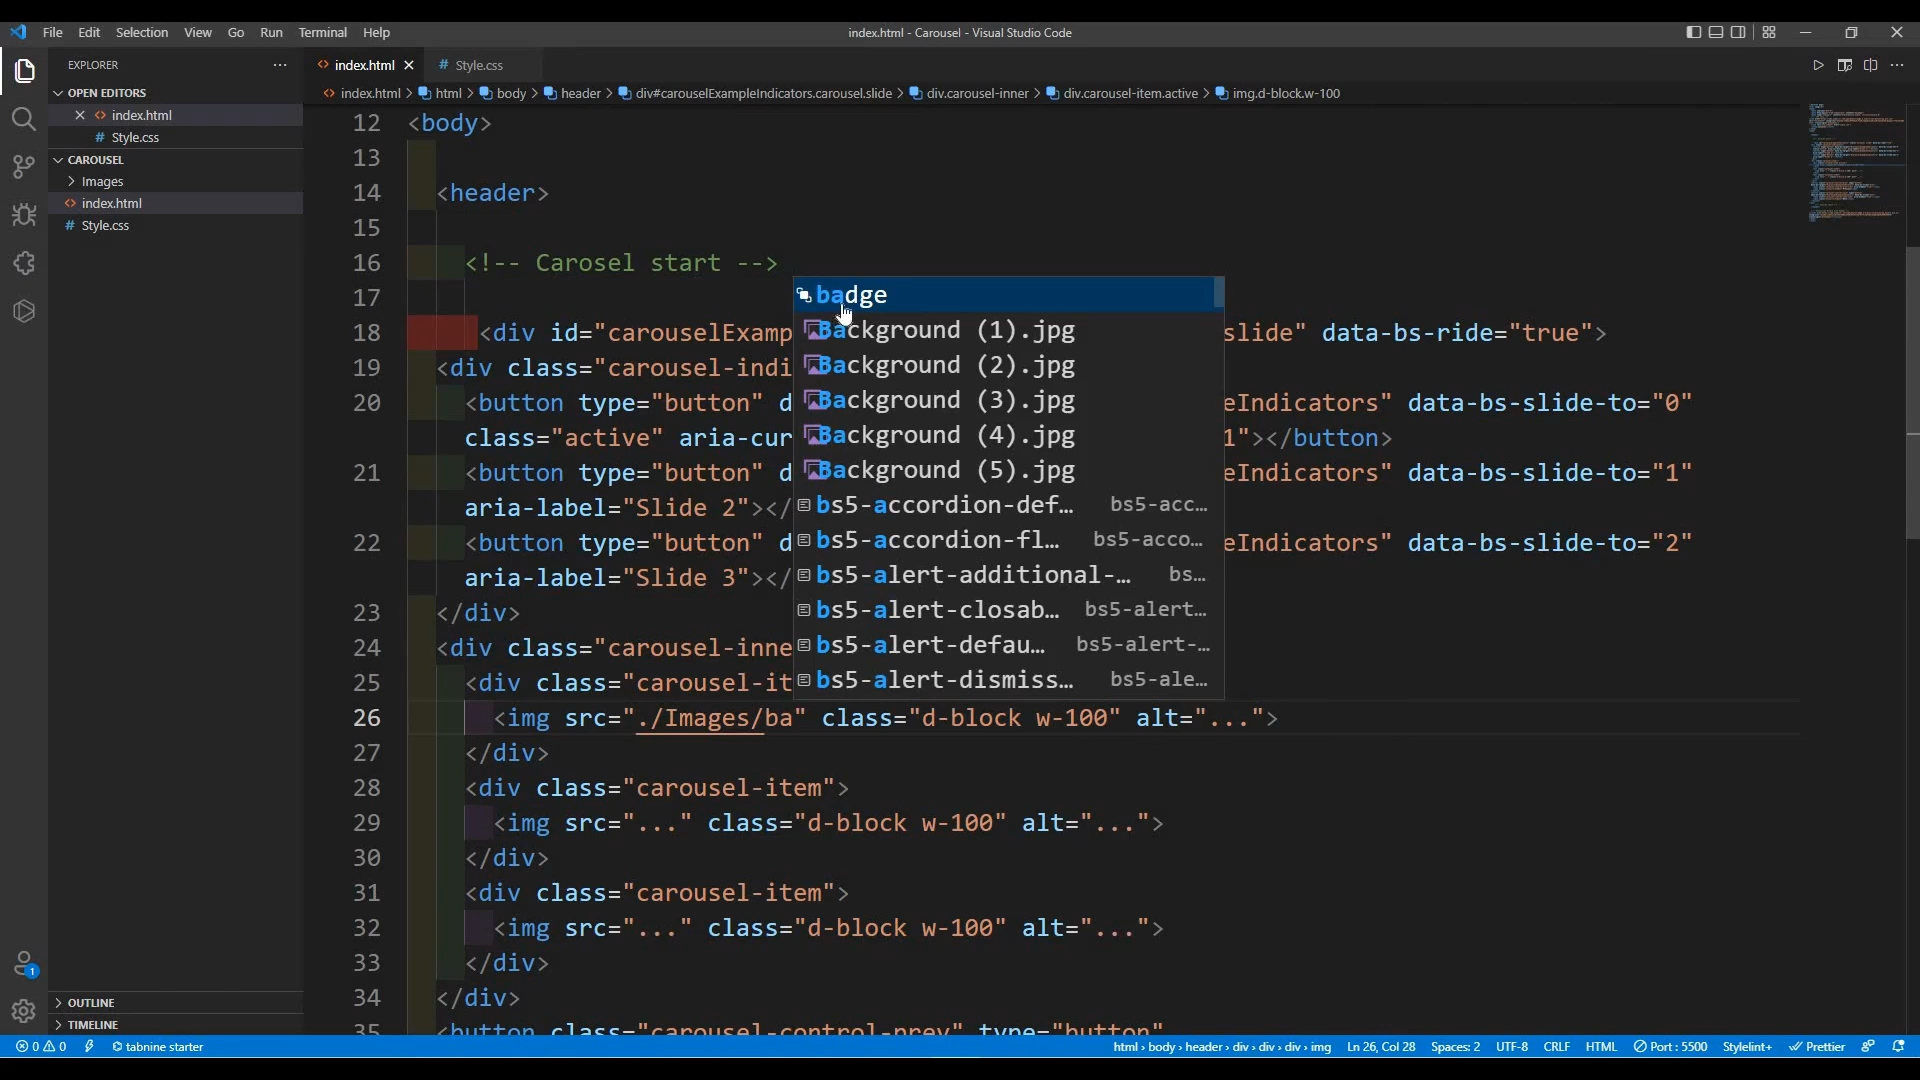 File Edit Selection View Go Run Terminal Help
index.html - Carousel - Visual Studio Code
EXPLORER
OPEN EDITORS
index.html
Style.css
CAROUSEL
Images
index.html
Style.css
OUTLINE
TIMELINE
index.html
Style.css
index.html > html > body > header > div#carouselExampleIndicators.carousel.slide > div.carousel-inner > div.carousel-item.active > img.d-block.w-100
12 <body>
13
14 <header>
15
16 <!-- Carosel start -->
17
18 <div id="carouselExamp slide" data-bs-ride="true">
19 <div class="carousel-indi
20 <button type="button" d eIndicators" data-bs-slide-to="0"
class="active" aria-cur 1"></button>
21 <button type="button" d eIndicators" data-bs-slide-to="1"
aria-label="Slide 2"></
22 <button type="button" d eIndicators" data-bs-slide-to="2"
aria-label="Slide 3"></
23 </div>
24 <div class="carousel-inne
25 <div class="carousel-it
26 <img src="./Images/ba" class="d-block w-100" alt="...">
27 </div>
28 <div class="carousel-item">
29 <img src="..." class="d-block w-100" alt="...">
30 </div>
31 <div class="carousel-item">
32 <img src="..." class="d-block w-100" alt="...">
33 </div>
34 </div>
35 <button class="carousel-control-prev" type="button"
badge
Background (1).jpg
Background (2).jpg
Background (3).jpg
Background (4).jpg
Background (5).jpg
bs5-accordion-def… bs5-acc…
bs5-accordion-fl… bs5-acco…
bs5-alert-additional-… bs…
bs5-alert-closab… bs5-alert…
bs5-alert-defau… bs5-alert-…
bs5-alert-dismiss… bs5-ale…
1
0 0 tabnine starter
html > body > header > div > div > div > img Ln 26, Col 28 Spaces: 2 UTF-8 CRLF HTML Port : 5500 Stylelint+ Prettier